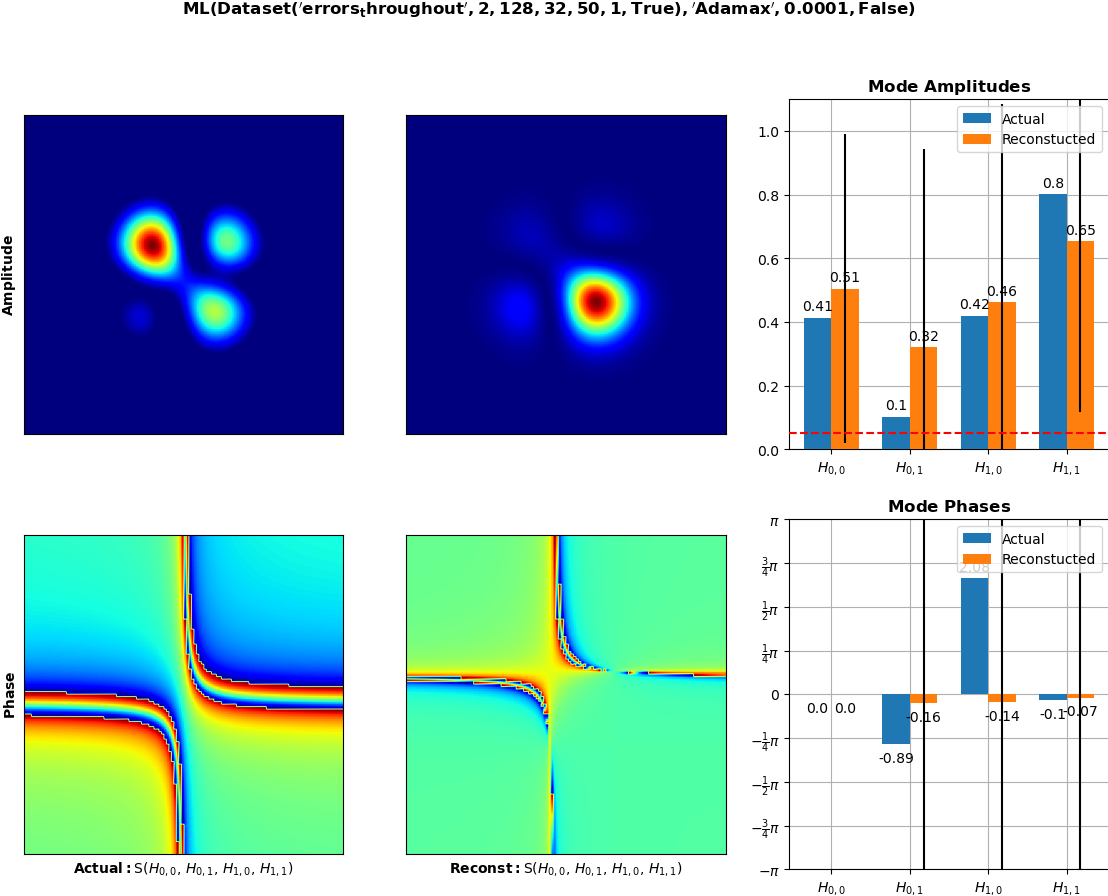 ML(Dataset('errors_throughout', 2, 128, 32, 50, 1, True), 'Adamax', 0.0001, False)
Mode Amplitudes
Actual
Reconstucted
Amplitude
1.0
0.8
0.6
0.4
0.2
0.0
0.41
0.51
0.1
0.32
0.42
0.46
0.8
0.65
H0,0
H0,1
H1,0
H1,1
Mode Phases
Actual
Reconstucted
Phase
π
3/4π
1/2π
1/4π
0
−1/4π
−1/2π
−3/4π
−π
0.0
0.0
-0.89
-0.16
2.08
-0.14
-0.1
-0.07
H0,0
H0,1
H1,0
H1,1
Actual: S(H0,0, H0,1, H1,0, H1,1)
Reconst: S(H0,0, H0,1, H1,0, H1,1)